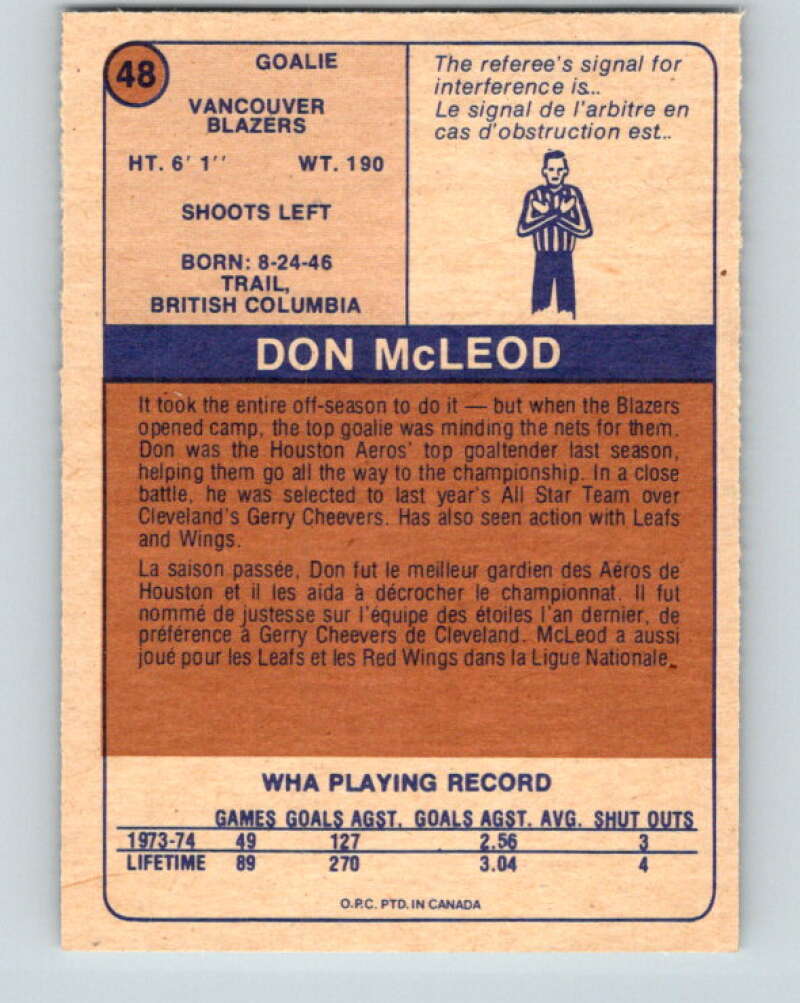 48
GOALIE
VANCOUVER
BLAZERS
HT. 6' 1'' WT. 190
SHOOTS LEFT
BORN: 8-24-46
TRAIL,
BRITISH COLUMBIA
The referee's signal for
interference is...
Le signal de l'arbitre en
cas d'obstruction est..
DON McLEOD
It took the entire off-season to do it — but when the Blazers
opened camp, the top goalie was minding the nets for them.
Don was the Houston Aeros' top goaltender last season,
helping them go all the way to the championship. In a close
battle, he was selected to last year's All Star Team over
Cleveland's Gerry Cheevers. Has also seen action with Leafs
and Wings.
La saison passée, Don fut le meilleur gardien des Aéros de
Houston et il les aida à décrocher le championnat. Il fut
nommé de justesse sur l'équipe des étoiles l'an dernier, de
préférence à Gerry Cheevers de Cleveland. McLeod a aussi
joué pour les Leafs et les Red Wings dans la Ligue Nationale.
WHA PLAYING RECORD
GAMES GOALS AGST. GOALS AGST. AVG. SHUT OUTS
1973-74 49 127 2.56 3
LIFETIME 89 270 3.04 4
O.P.C. PTD. IN CANADA